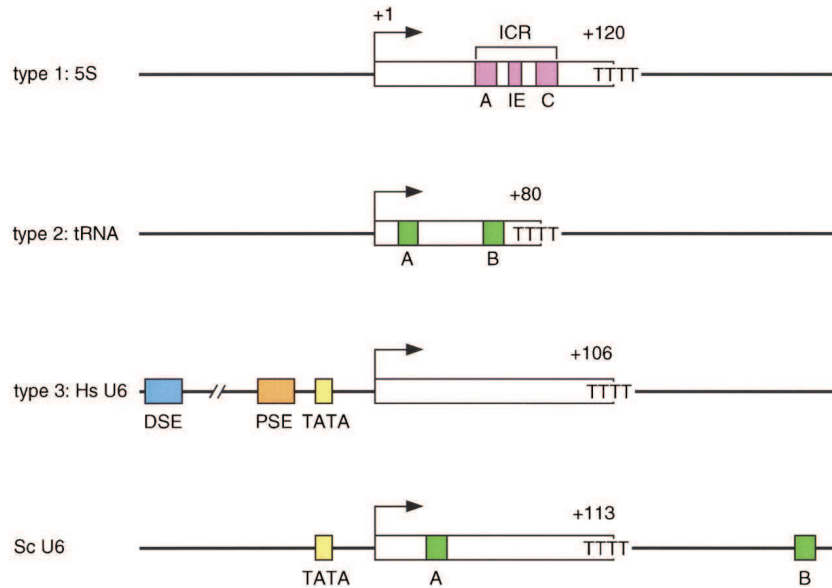 +1 ICR +120
type 1: 5S TTTT
A IE C
+80
type 2: tRNA TTTT
A B
+106
type 3: Hs U6 // TTTT
DSE PSE TATA
+113
Sc U6 TTTT
TATA A B